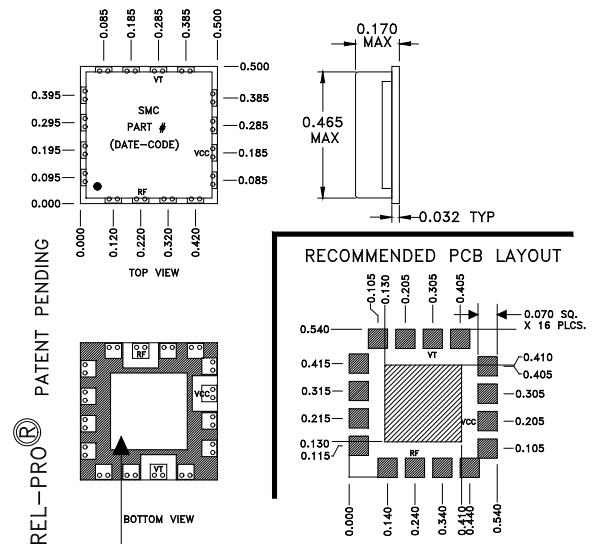 0.085 0.185 0.285 0.385 0.500
0.500
0.395
0.385
0.295
0.285
0.195
0.185
0.095
0.085
0.000
VT
SMC
PART #
(DATE-CODE)
VCC
RF
0.000 0.120 0.220 0.320 0.420
TOP VIEW
0.170
MAX
0.465
MAX
0.032 TYP
REL-PRO® PATENT PENDING
RF
VCC
VT
BOTTOM VIEW
RECOMMENDED PCB LAYOUT
0.105 0.130 0.205 0.305 0.405
0.070 SQ.
X 16 PLCS.
0.540
VT
0.415
0.410
0.405
0.315
0.305
0.215
VCC
0.205
0.130
0.115
0.105
RF
0.000 0.140 0.240 0.340 0.410 0.440 0.540